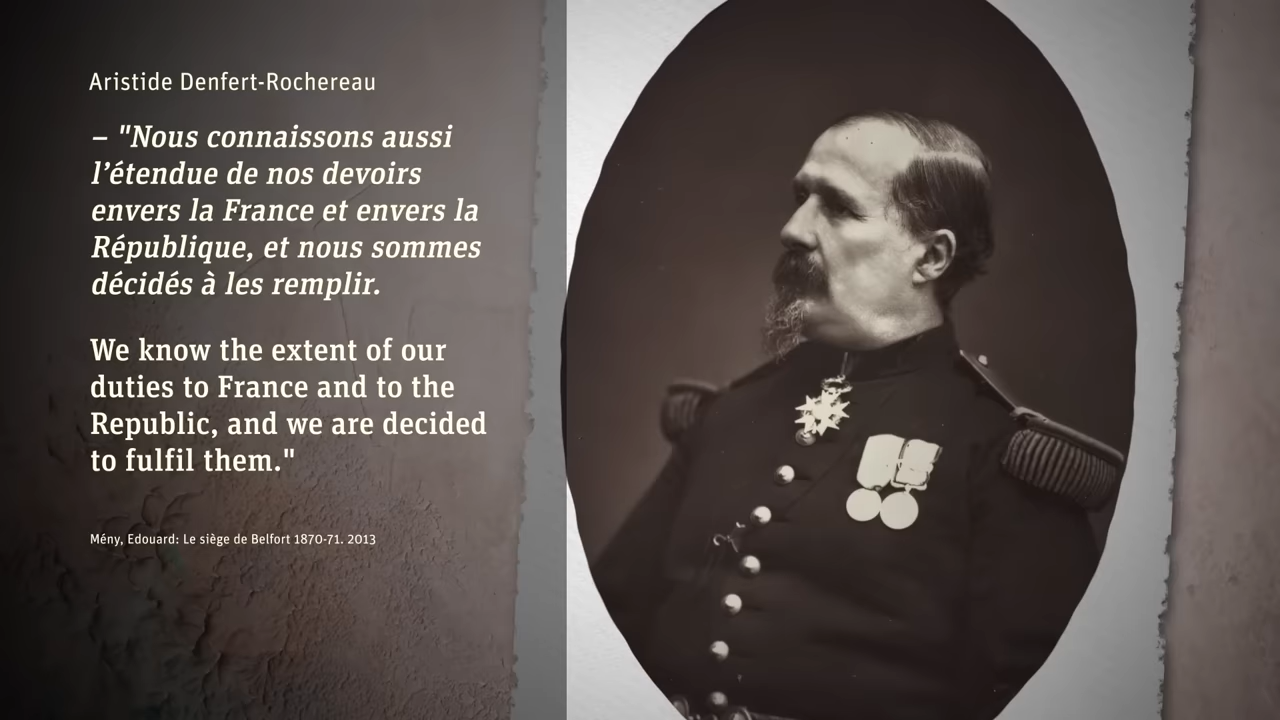 Aristide Denfert-Rochereau
– "Nous connaissons aussi
l’étendue de nos devoirs
envers la France et envers la
République, et nous sommes
décidés à les remplir.
We know the extent of our
duties to France and to the
Republic, and we are decided
to fulfil them."
Mény, Edouard: Le siège de Belfort 1870-71. 2013